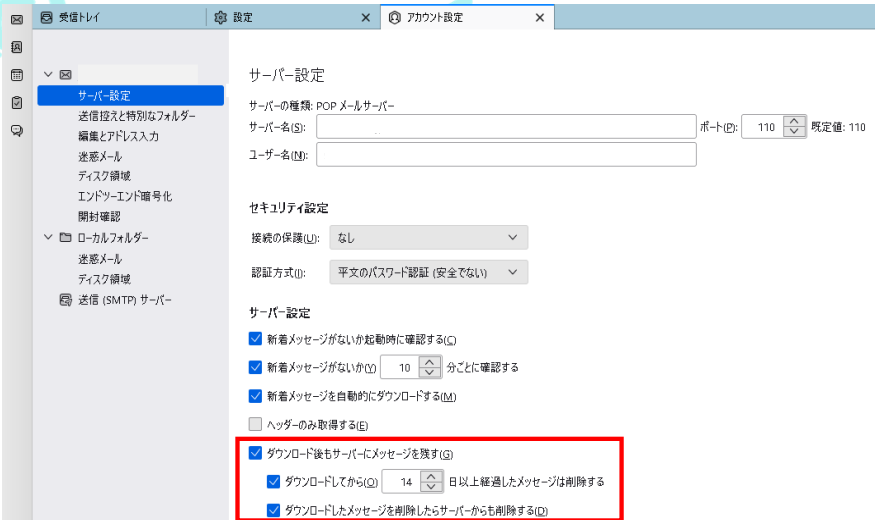 受信トレイ 設定 アカウント設定
サーバー設定
送信控えと特別なフォルダー
編集とアドレス入力
迷惑メール
ディスク領域
エンドツーエンド暗号化
開封確認
ローカルフォルダー
迷惑メール
ディスク領域
送信 (SMTP) サーバー
サーバー設定
サーバーの種類: POP メールサーバー
サーバー名(S): ポート(P): 110 既定値: 110
ユーザー名(N):
セキュリティ設定
接続の保護(U): なし
認証方式(I): 平文のパスワード認証 (安全でない)
サーバー設定
新着メッセージがないか起動時に確認する(C)
新着メッセージがないか(Y) 10 分ごとに確認する
新着メッセージを自動的にダウンロードする(M)
ヘッダーのみ取得する(E)
ダウンロード後もサーバーにメッセージを残す(G)
ダウンロードしてから(O) 14 日以上経過したメッセージは削除する
ダウンロードしたメッセージを削除したらサーバーからも削除する(D)